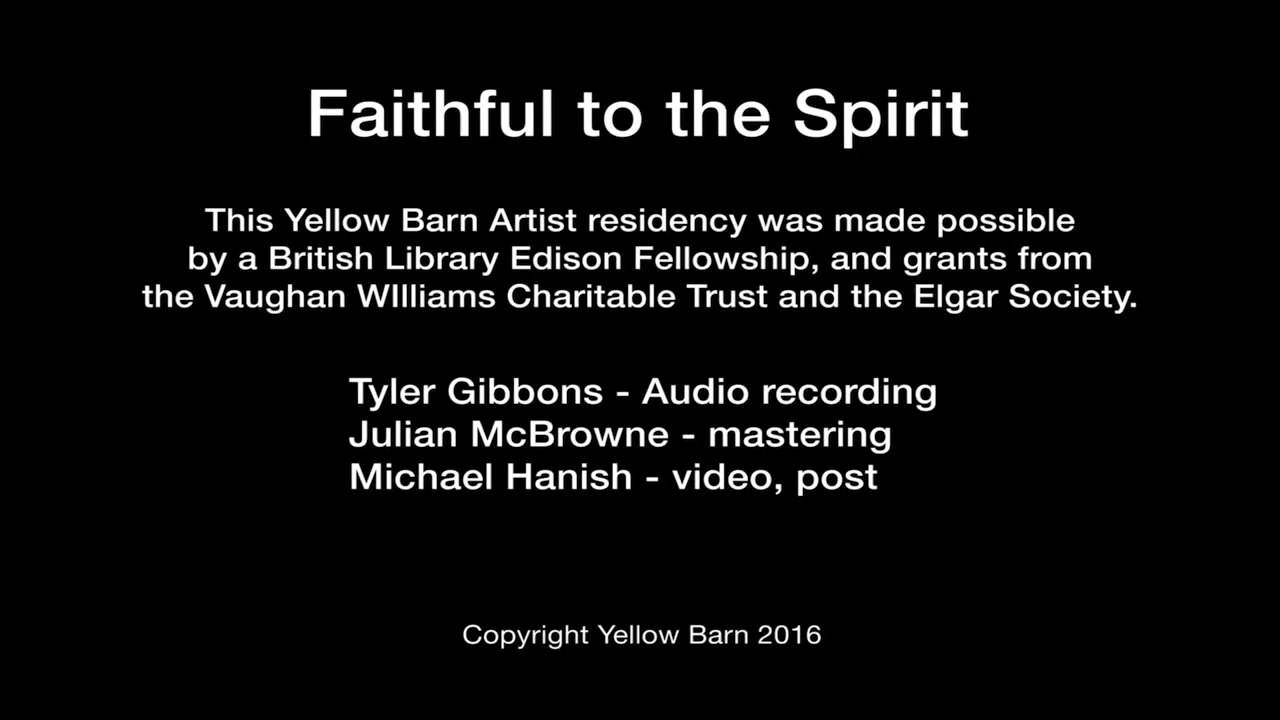 Faithful to the Spirit
This Yellow Barn Artist residency was made possible
by a British Library Edison Fellowship, and grants from
the Vaughan WIlliams Charitable Trust and the Elgar Society.
Tyler Gibbons - Audio recording
Julian McBrowne - mastering
Michael Hanish - video, post
Copyright Yellow Barn 2016